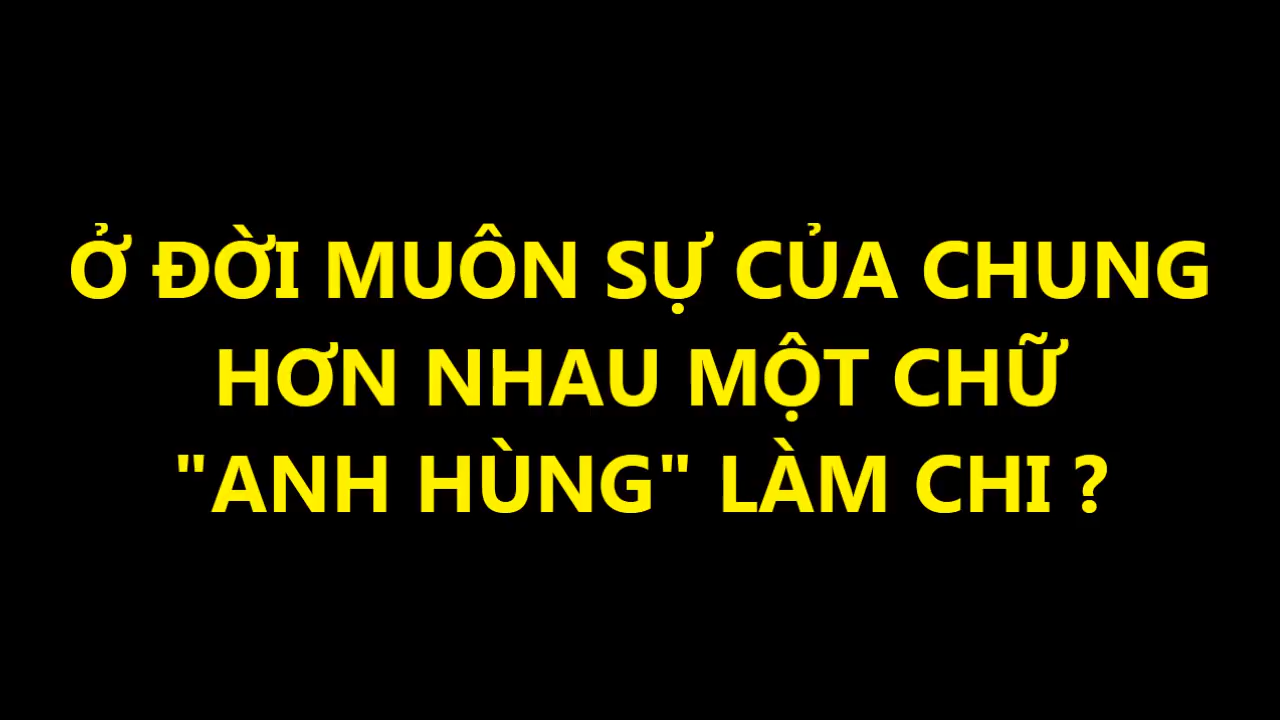 Ở ĐỜI MUÔN SỰ CỦA CHUNG
HƠN NHAU MỘT CHỮ
"ANH HÙNG" LÀM CHI ?